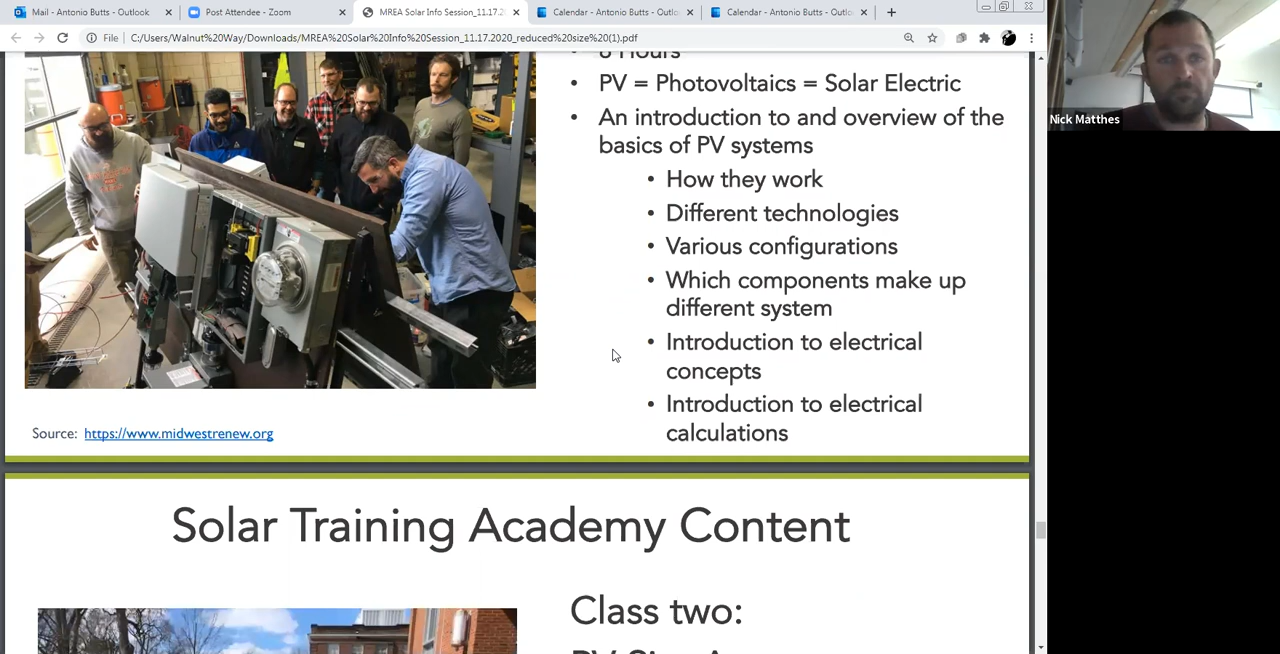 Mail - Antonio Butts - Outlook
Post Attendee - Zoom
MREA Solar Info Session_11.17.2
Calendar - Antonio Butts - Outlo
Calendar - Antonio Butts - Outlo
File
C:/Users/Walnut%20Way/Downloads/MREA%20Solar%20Info%20Session_11.17.2020_reduced%20size%20(1).pdf
Nick Matthes
• PV = Photovoltaics = Solar Electric
• An introduction to and overview of the
basics of PV systems
• How they work
• Different technologies
• Various configurations
• Which components make up
different system
• Introduction to electrical
concepts
• Introduction to electrical
calculations
Source: https://www.midwestrenew.org
Solar Training Academy Content
Class two: